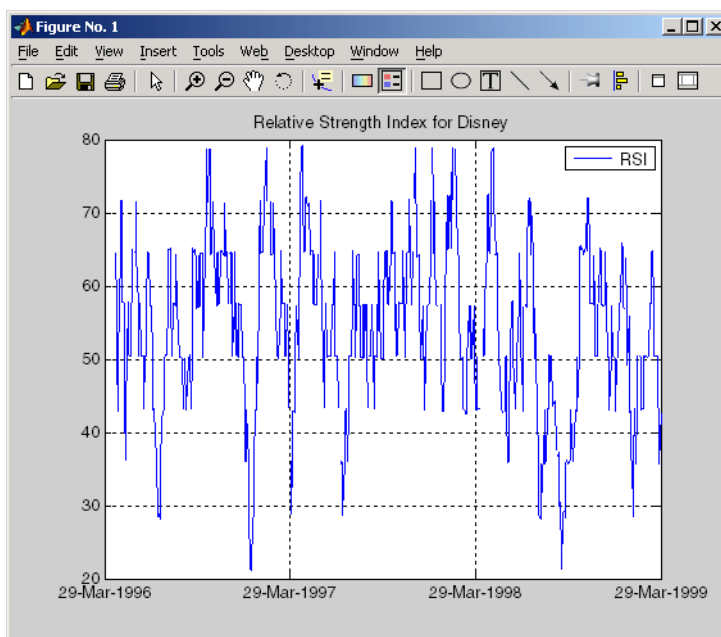 Figure No. 1
File Edit View Insert Tools Web Desktop Window Help
T
Relative Strength Index for Disney
RSI
80
70
60
50
40
30
20
29-Mar-1996 29-Mar-1997 29-Mar-1998 29-Mar-1999